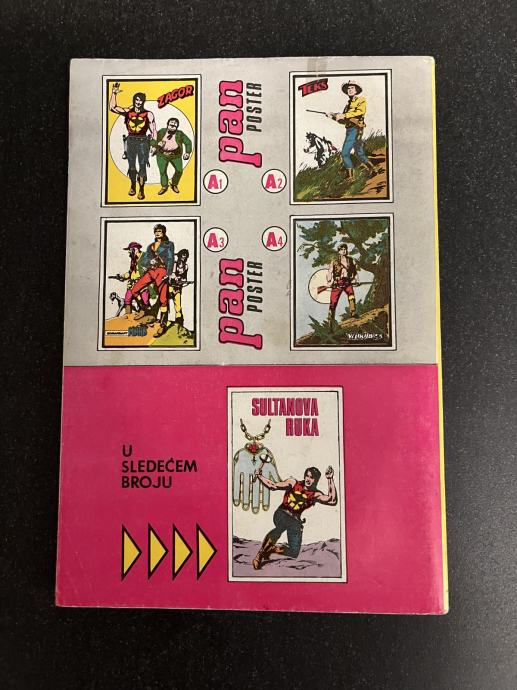 ZAGOR
pan
POSTER
TEKS
A1
A2
A3
A4
pan
POSTER
SULTANOVA
RUKA
U
SLEDEĆEM
BROJU